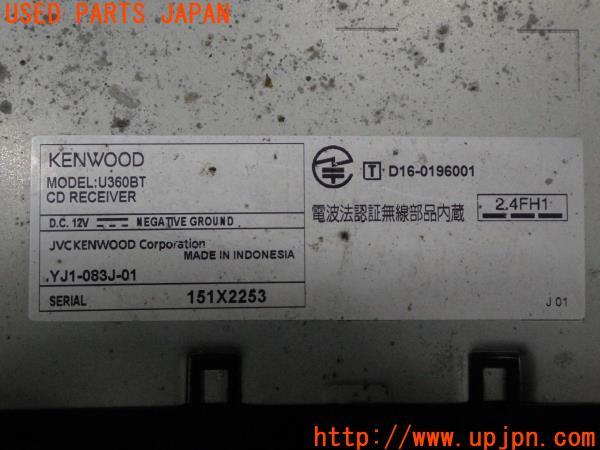 USED PARTS JAPAN
KENWOOD
MODEL:U360BT
CD RECEIVER
D.C. 12V NEGATIVE GROUND
JVCKENWOOD Corporation
MADE IN INDONESIA
YJ1-083J-01
SERIAL 151X2253
T D16-0196001
電波法認証無線部品内蔵
2.4FH1
J 01
http://www.upjpn.com/